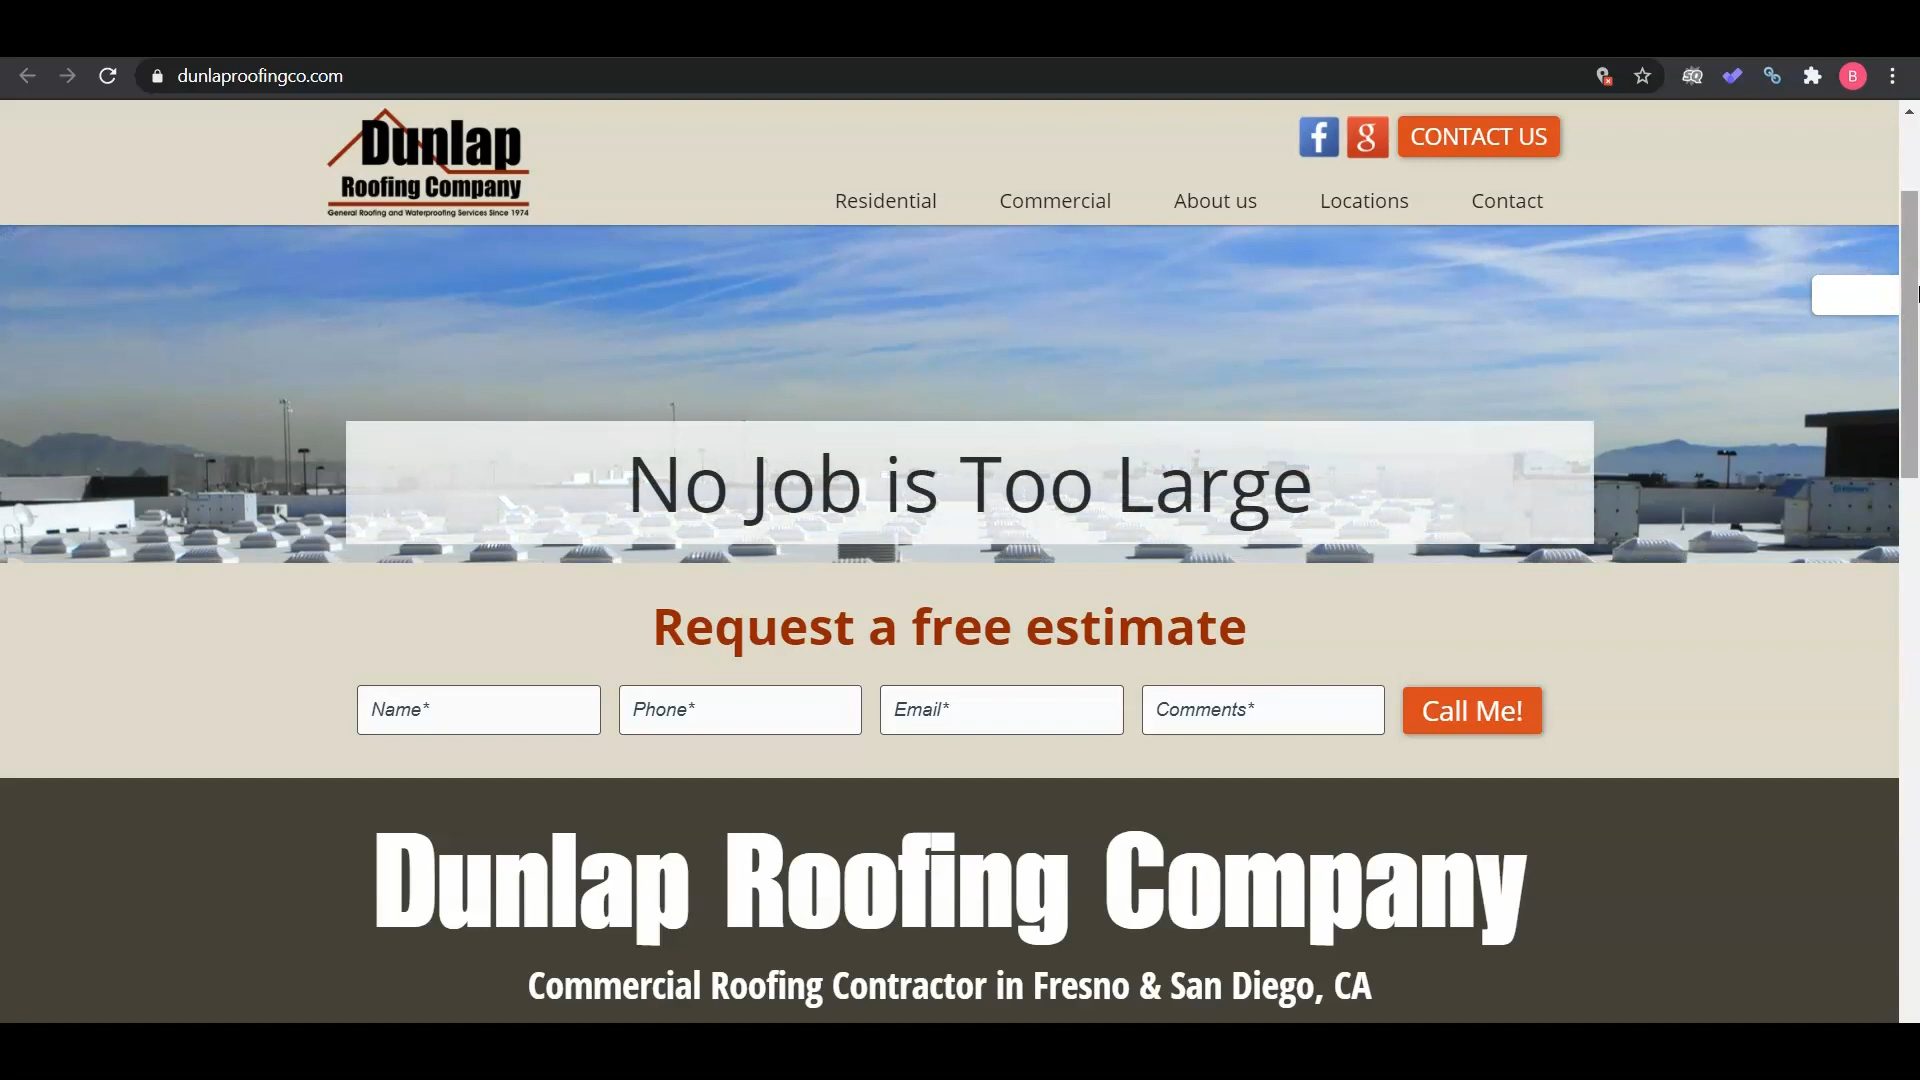 dunlaproofingco.com
B
Dunlap
Roofing Company
General Roofing and Waterproofing Services Since 1974
f
g
CONTACT US
Residential Commercial About us Locations Contact
No Job is Too Large
Request a free estimate
Name* Phone* Email* Comments* Call Me!
Dunlap Roofing Company
Commercial Roofing Contractor in Fresno & San Diego, CA